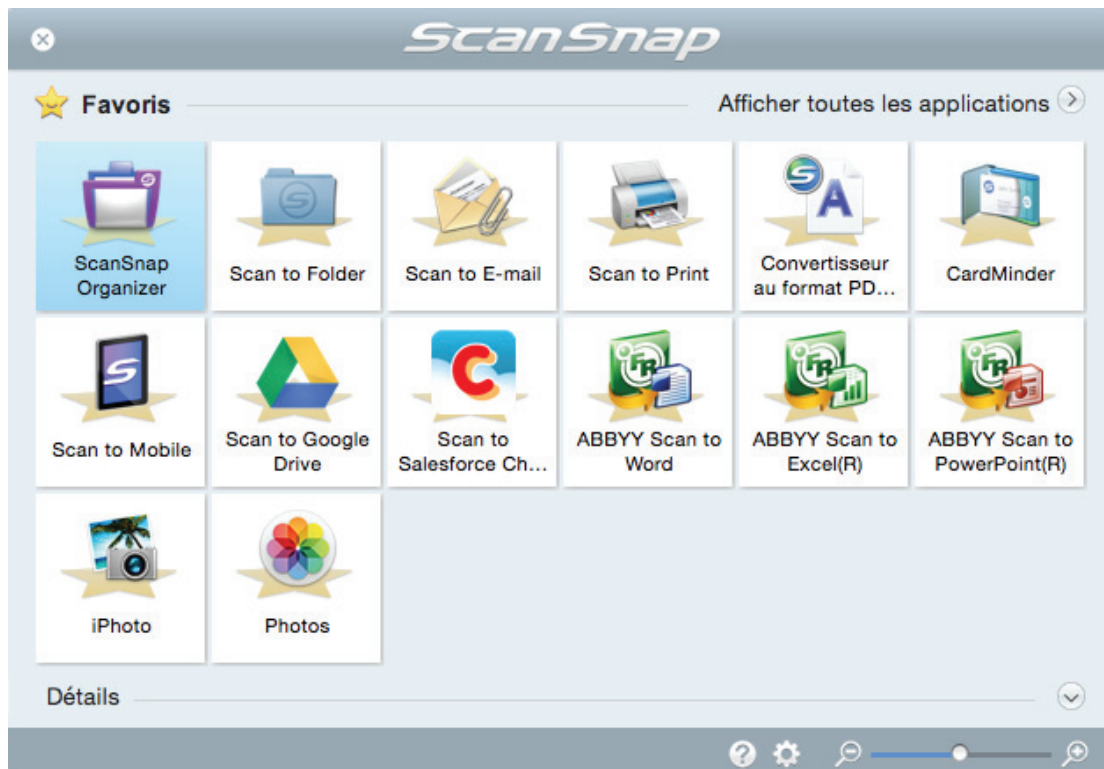 ScanSnap
Favoris
Afficher toutes les applications
ScanSnap
Organizer
Scan to Folder
Scan to E-mail
Scan to Print
Convertisseur
au format PD...
CardMinder
Scan to Mobile
Scan to Google
Drive
Scan to
Salesforce Ch...
ABBYY Scan to
Word
ABBYY Scan to
Excel(R)
ABBYY Scan to
PowerPoint(R)
iPhoto
Photos
Détails